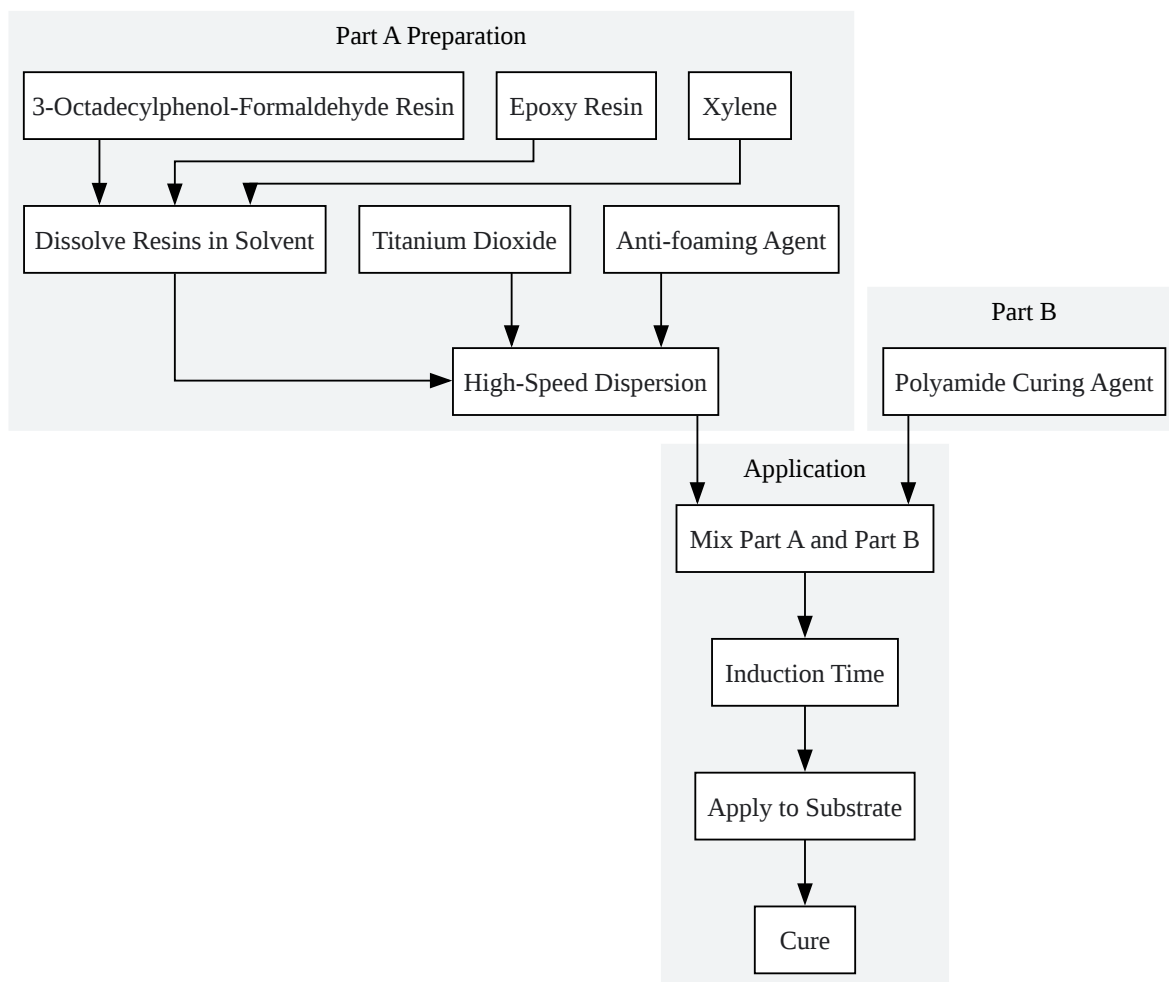 Part A Preparation
3-Octadecylphenol-Formaldehyde Resin
Epoxy Resin
Xylene
Dissolve Resins in Solvent
Titanium Dioxide
Anti-foaming Agent
High-Speed Dispersion
Part B
Polyamide Curing Agent
Application
Mix Part A and Part B
Induction Time
Apply to Substrate
Cure